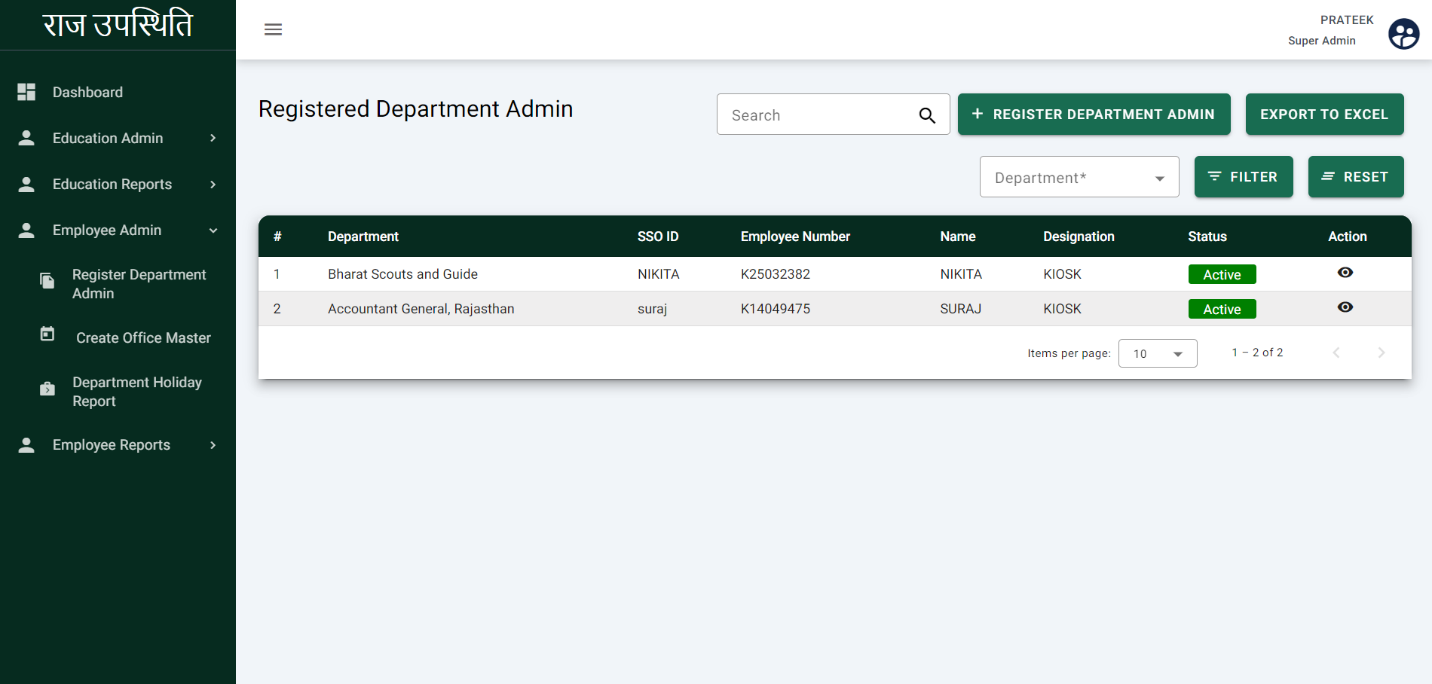 राज उपस्थिति
PRATEEK
Super Admin
Dashboard
Education Admin
Education Reports
Employee Admin
Register Department
Admin
Create Office Master
Department Holiday
Report
Employee Reports
Registered Department Admin
Search
+ REGISTER DEPARTMENT ADMIN
EXPORT TO EXCEL
Department*
FILTER
RESET
# Department SSO ID Employee Number Name Designation Status Action
1 Bharat Scouts and Guide NIKITA K25032382 NIKITA KIOSK Active
2 Accountant General, Rajasthan suraj K14049475 SURAJ KIOSK Active
Items per page: 10 1 – 2 of 2